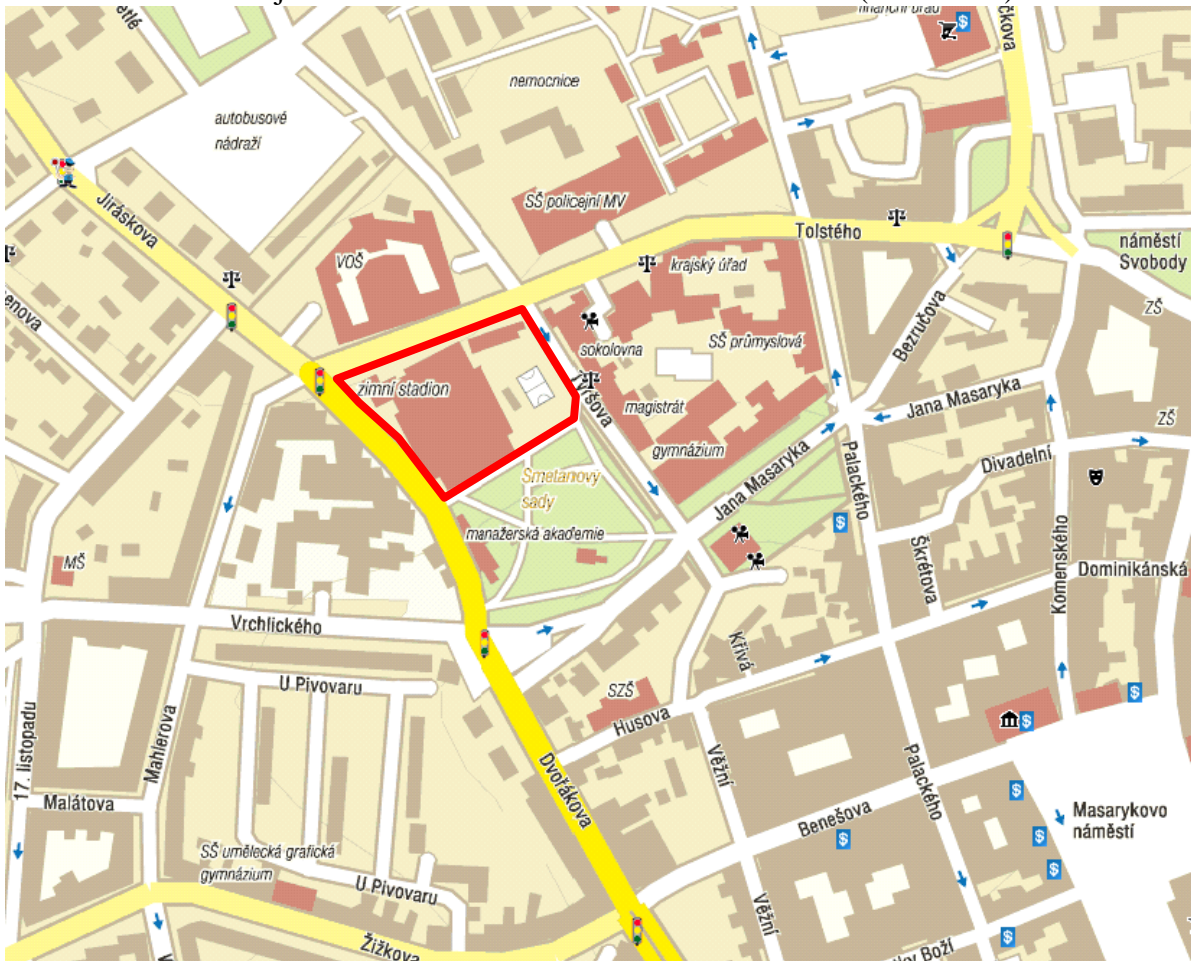 autobusové
nádraží
nemocnice
finanční úřad
SŠ policejní MV
Jiráskova
VOŠ
Tolstého
krajský úřad
náměstí
Svobody
ZŠ
Bezručova
sokolovna
SŠ průmyslová
zimní stadion
magistrát
gymnázium
Jana Masaryka
Jana Masaryka
ZŠ
Divadelní
Palackého
Smetanovy
sady
manažerská akademie
MŠ
Škrétova
Komenského
Dominikánská
Vrchlického
Křivá
U Pivovaru
SZŠ
Husova
17. listopadu
Mahlerova
Dvořákova
Věžní
Palackého
Malátova
Benešova
Masarykovo
náměstí
SŠ umělecká grafická
gymnázium
U Pivovaru
Věžní
Žižkova
Boží